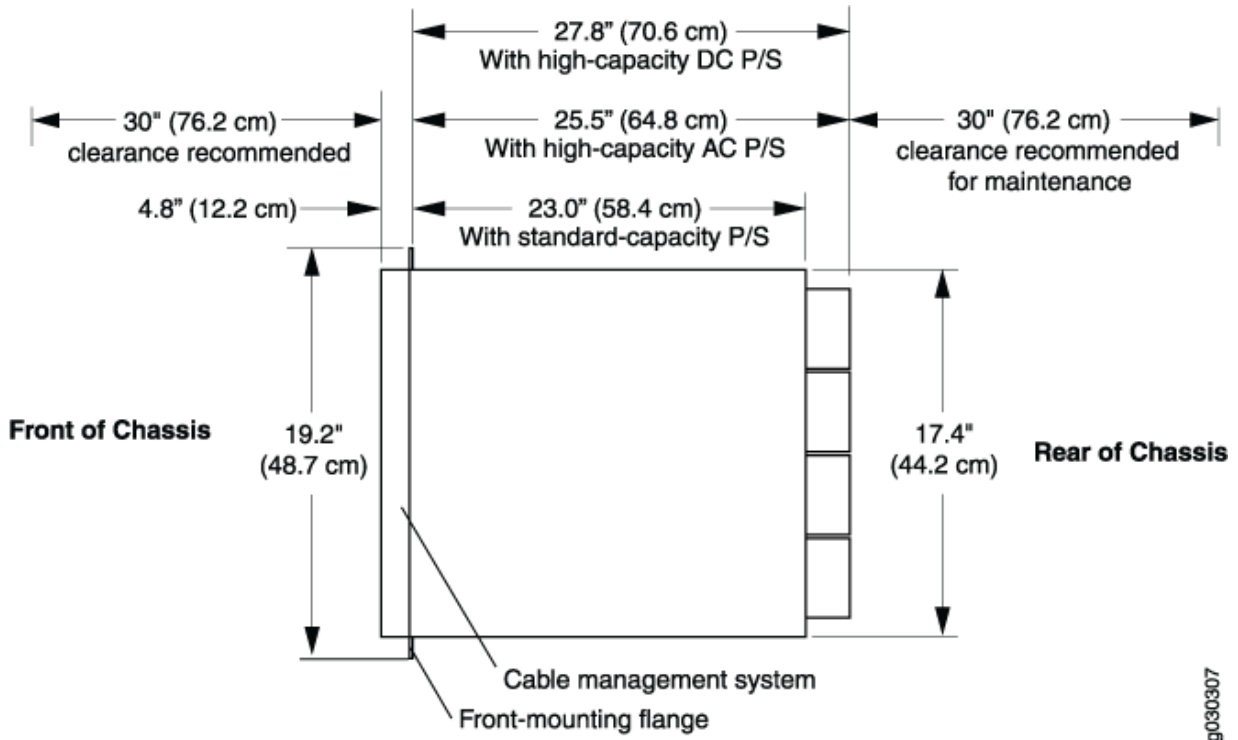 27.8" (70.6 cm)
With high-capacity DC P/S
30" (76.2 cm)
clearance recommended
25.5" (64.8 cm)
With high-capacity AC P/S
30" (76.2 cm)
clearance recommended
for maintenance
4.8" (12.2 cm)
23.0" (58.4 cm)
With standard-capacity P/S
Front of Chassis
19.2"
(48.7 cm)
17.4"
(44.2 cm)
Rear of Chassis
Cable management system
Front-mounting flange
g030307